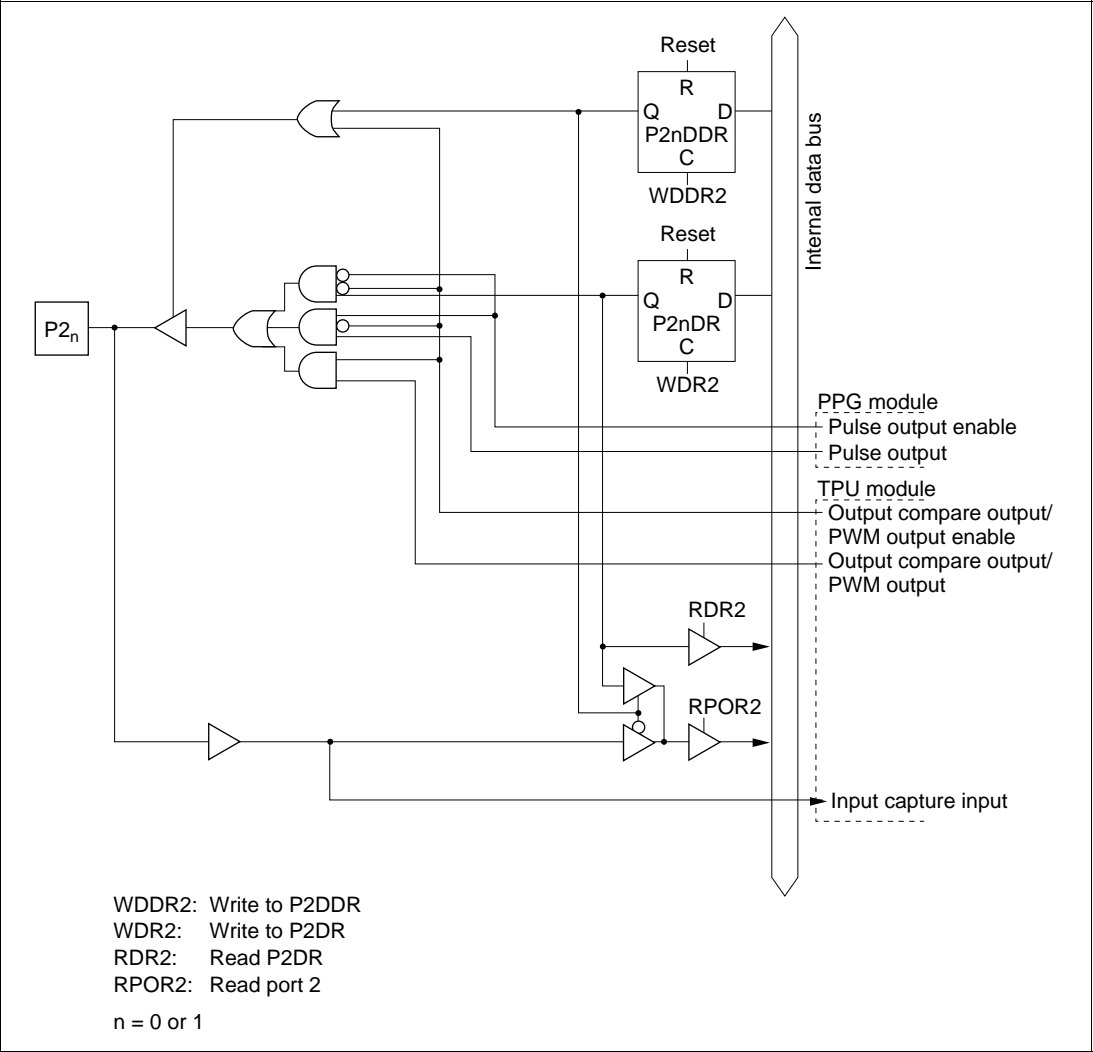 Reset
R
Q D
P2nDDR
C
WDDR2
Internal data bus
Reset
R
Q D
P2nDR
C
WDR2
P2n
PPG module
Pulse output enable
Pulse output
TPU module
Output compare output/
PWM output enable
Output compare output/
PWM output
RDR2
RPOR2
Input capture input
WDDR2: Write to P2DDR
WDR2: Write to P2DR
RDR2: Read P2DR
RPOR2: Read port 2
n = 0 or 1